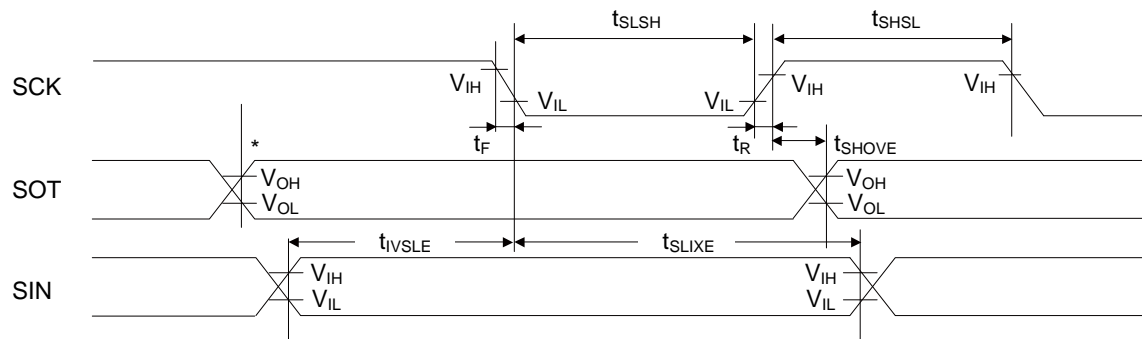 tSLSH tSHSL
SCK VIH VIL VIL VIH VIH
tF tR tSHOVE
*
SOT VOH VOH
VOL VOL
tIVSLE tSLIXE
SIN VIH VIH
VIL VIL